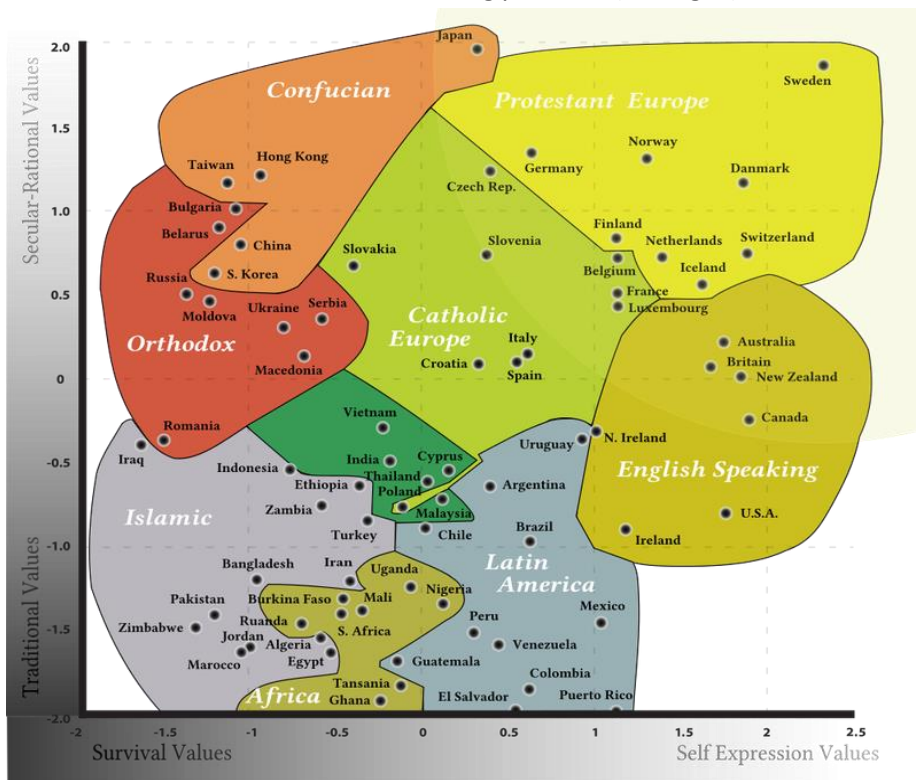 Japan
2.0
Sweden
Confucian
Protestant Europe
1.5
Norway
Hong Kong
Taiwan
Germany
Danmark
Czech Rep.
Bulgaria
1.0
Belarus
Finland
Slovenia
Switzerland
China
Slovakia
Netherlands
Belgium
Iceland
Russia
S. Korea
France
0.5
Ukraine
Serbia
Luxembourg
Moldova
Catholic
Europe
Orthodox
Italy
Australia
Macedonia
Croatia
Spain
Britain
0
New Zealand
Vietnam
Canada
Romania
Uruguay
N. Ireland
Iraq
Indonesia
India
Cyprus
-0.5
English Speaking
Thailand
Ethiopia
Poland
Argentina
Zambia
Malaysia
Islamic
U.S.A.
Turkey
Chile
Brazil
Ireland
-1.0
Latin
America
Bangladesh
Iran
Uganda
Burkina Faso
Mali
Nigeria
Pakistan
Mexico
Peru
Zimbabwe
Ruanda
S. Africa
-1.5
Jordan
Algeria
Venezuela
Marocco
Egypt
Guatemala
Colombia
Tansania
Africa
Ghana
El Salvador
Puerto Rico
-2.0
Secular-Rational Values
Traditional Values
-2
-1.5
-1
-0.5
0
0.5
1
1.5
2
2.5
Survival Values
Self Expression Values